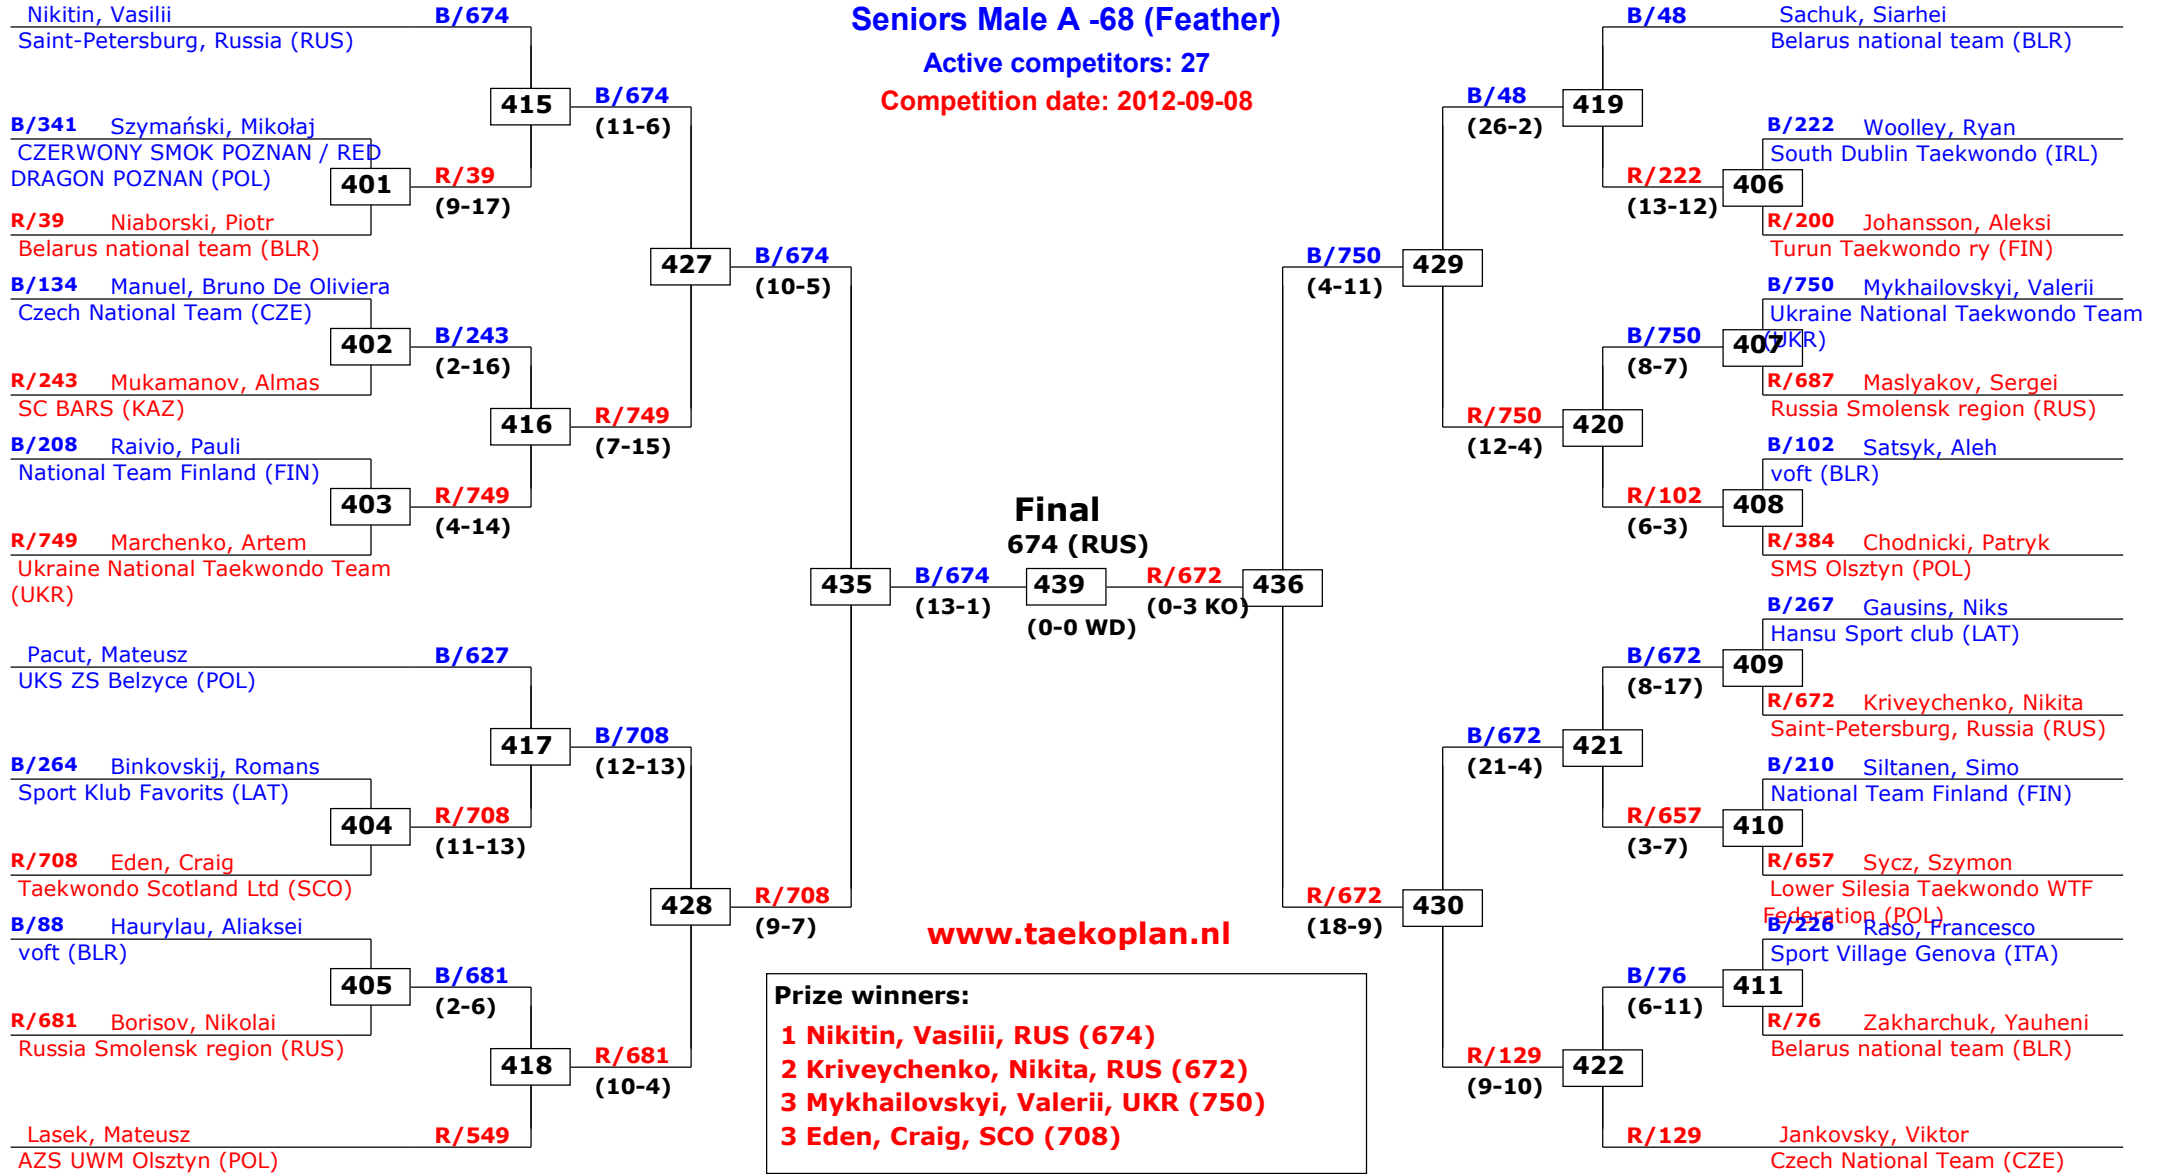 Seniors Male A -68 (Feather)
Active competitors: 27
Competition date: 2012-09-08
Nikitin, Vasilii
B/674
Saint-Petersburg, Russia (RUS)
415
B/674
(11-6)
B/341 Szymański, Mikołaj
CZERWONY SMOK POZNAN / RED
DRAGON POZNAN (POL)
401
R/39
(9-17)
R/39 Niaborski, Piotr
Belarus national team (BLR)
427
B/674
(10-5)
B/134 Manuel, Bruno De Oliviera
Czech National Team (CZE)
402
B/243
(2-16)
R/243 Mukamanov, Almas
SC BARS (KAZ)
416
R/749
(7-15)
B/208 Raivio, Pauli
National Team Finland (FIN)
403
R/749
(4-14)
R/749 Marchenko, Artem
Ukraine National Taekwondo Team
(UKR)
435
B/674
(13-1)
Pacut, Mateusz
B/627
UKS ZS Belzyce (POL)
417
B/708
(12-13)
B/264 Binkovskij, Romans
Sport Klub Favorits (LAT)
404
R/708
(11-13)
R/708 Eden, Craig
Taekwondo Scotland Ltd (SCO)
428
R/708
(9-7)
B/88 Haurylau, Aliaksei
voft (BLR)
405
B/681
(2-6)
R/681 Borisov, Nikolai
Russia Smolensk region (RUS)
418
R/681
(10-4)
Lasek, Mateusz
R/549
AZS UWM Olsztyn (POL)
Final
674 (RUS)
439
(0-0 WD)
R/672
(0-3 KO)
436
B/48 Sachuk, Siarhei
Belarus national team (BLR)
B/48
(26-2)
419
B/222 Woolley, Ryan
South Dublin Taekwondo (IRL)
R/222
(13-12)
406
R/200 Johansson, Aleksi
Turun Taekwondo ry (FIN)
B/750
(4-11)
429
B/750 Mykhailovskyi, Valerii
Ukraine National Taekwondo Team
(UKR)
B/750
(8-7)
407
R/687 Maslyakov, Sergei
Russia Smolensk region (RUS)
R/750
(12-4)
420
B/102 Satsyk, Aleh
voft (BLR)
R/102
(6-3)
408
R/384 Chodnicki, Patryk
SMS Olsztyn (POL)
B/267 Gausins, Niks
Hansu Sport club (LAT)
B/672
(8-17)
409
R/672 Kriveychenko, Nikita
Saint-Petersburg, Russia (RUS)
B/672
(21-4)
421
B/210 Siltanen, Simo
National Team Finland (FIN)
R/657
(3-7)
410
R/657 Sycz, Szymon
Lower Silesia Taekwondo WTF
Federation (POL)
R/672
(18-9)
430
B/226 Raso, Francesco
Sport Village Genova (ITA)
B/76
(6-11)
411
R/76 Zakharchuk, Yauheni
Belarus national team (BLR)
R/129
(9-10)
422
R/129 Jankovsky, Viktor
Czech National Team (CZE)
www.taekoplan.nl
Prize winners:
1 Nikitin, Vasilii, RUS (674)
2 Kriveychenko, Nikita, RUS (672)
3 Mykhailovskyi, Valerii, UKR (750)
3 Eden, Craig, SCO (708)